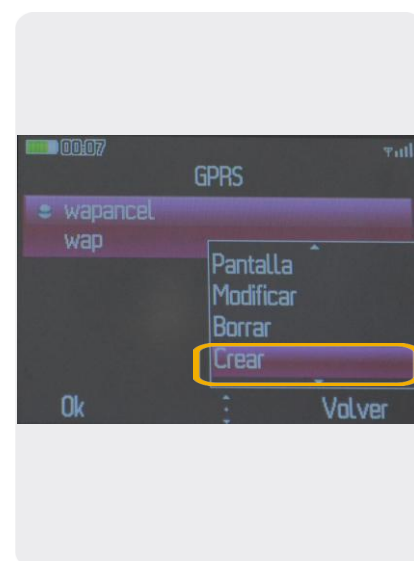 00:07
GPRS
wapancel
wap
Pantalla
Modificar
Borrar
Crear
Ok
Volver